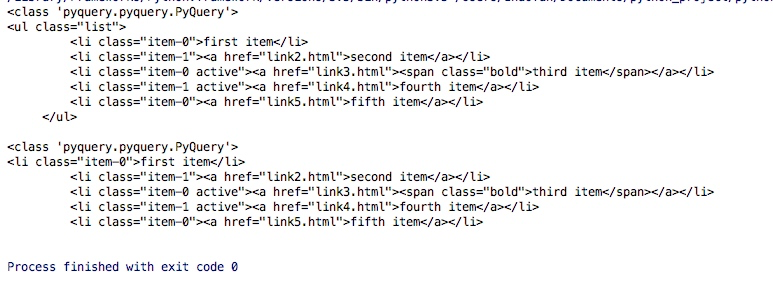 <class 'pyquery.pyquery.PyQuery'>
<ul class="list">
<li class="item-0">first item</li>
<li class="item-1"><a href="link2.html">second item</a></li>
<li class="item-0 active"><a href="link3.html"><span class="bold">third item</span></a></li>
<li class="item-1 active"><a href="link4.html">fourth item</a></li>
<li class="item-0"><a href="link5.html">fifth item</a></li>
</ul>
<class 'pyquery.pyquery.PyQuery'>
<li class="item-0">first item</li>
<li class="item-1"><a href="link2.html">second item</a></li>
<li class="item-0 active"><a href="link3.html"><span class="bold">third item</span></a></li>
<li class="item-1 active"><a href="link4.html">fourth item</a></li>
<li class="item-0"><a href="link5.html">fifth item</a></li>
Process finished with exit code 0